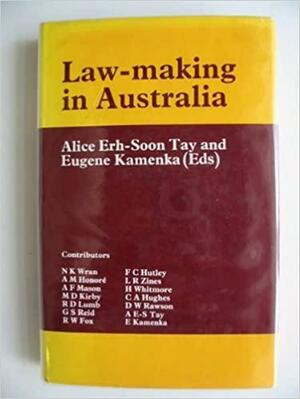 Law-making
in Australia
Alice Erh-Soon Tay and
Eugene Kamenka (Eds)
Contributors
N K Wran
A M Honoré
A F Mason
M D Kirby
R D Lumb
G S Reid
R W Fox
F C Hutley
L R Zines
H Whitmore
C A Hughes
D W Rawson
A E-S Tay
E Kamenka